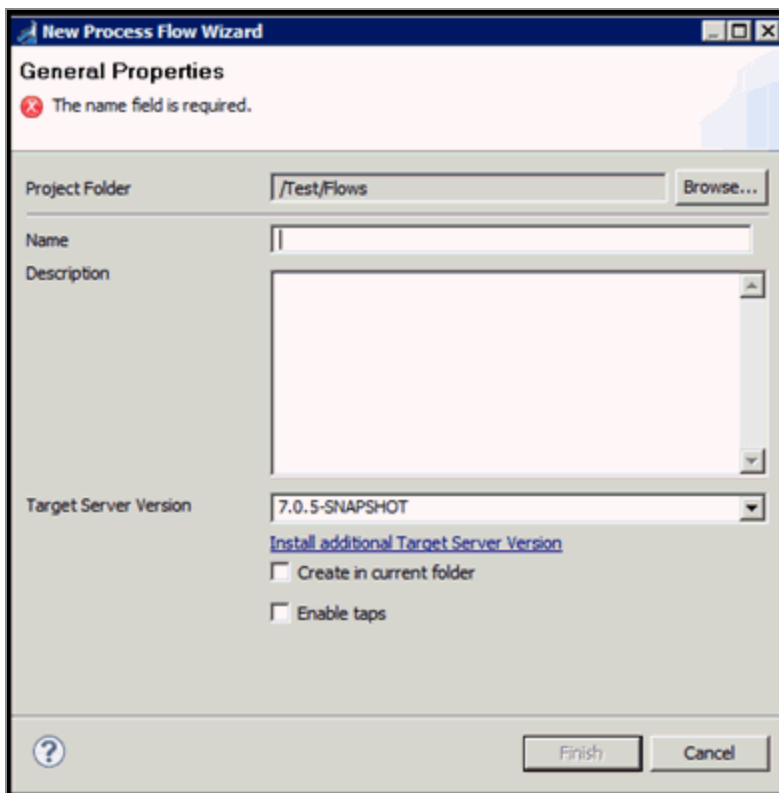 New Process Flow Wizard
General Properties
The name field is required.
Project Folder /Test/Flows Browse...
Name
Description
Target Server Version 7.0.5-SNAPSHOT
Install additional Target Server Version
Create in current folder
Enable taps
? Finish Cancel